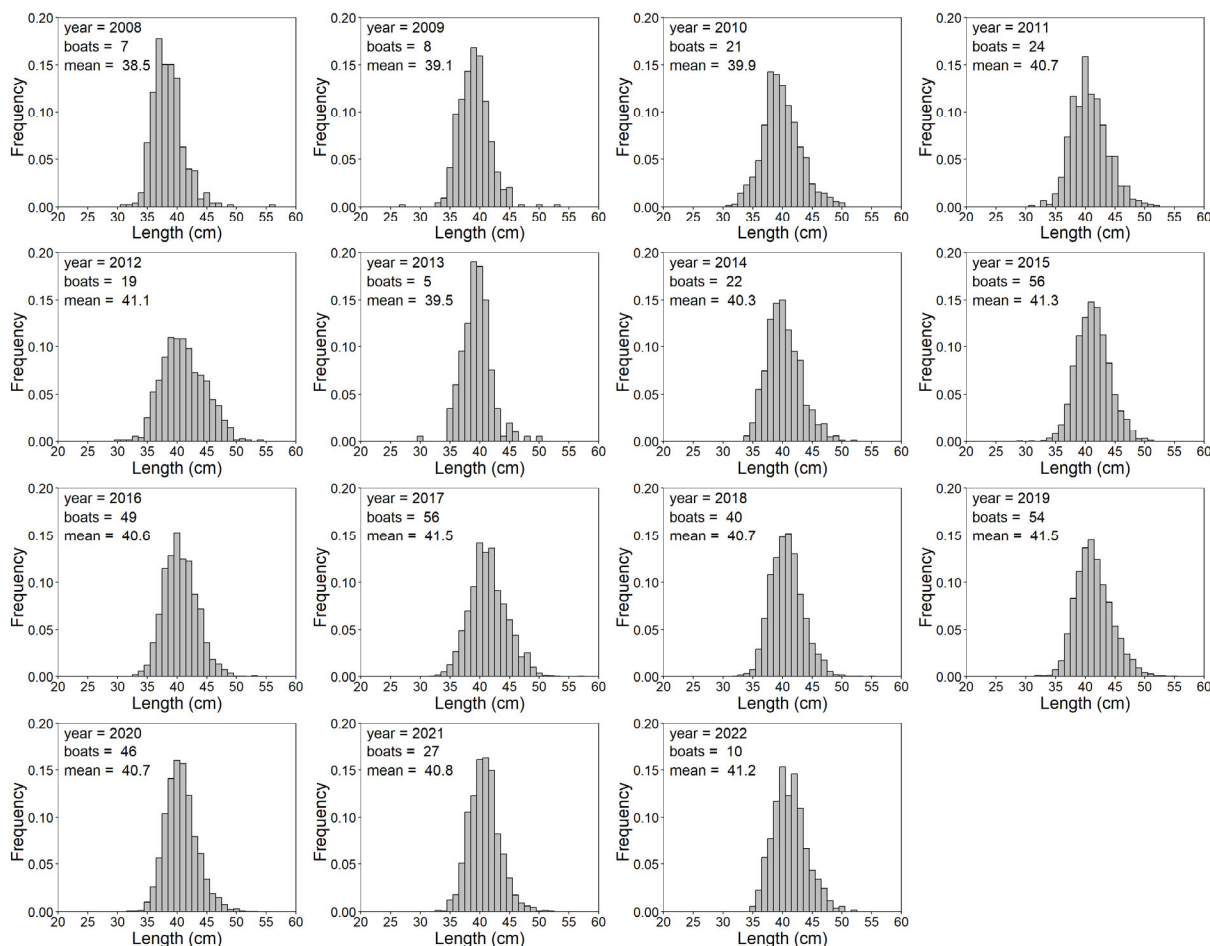 year = 2008
boats = 7
mean = 38.5
Frequency
0.20
0.15
0.10
0.05
0.00
20 25 30 35 40 45 50 55 60
Length (cm)
year = 2009
boats = 8
mean = 39.1
Frequency
0.20
0.15
0.10
0.05
0.00
20 25 30 35 40 45 50 55 60
Length (cm)
year = 2010
boats = 21
mean = 39.9
Frequency
0.20
0.15
0.10
0.05
0.00
20 25 30 35 40 45 50 55 60
Length (cm)
year = 2011
boats = 24
mean = 40.7
Frequency
0.20
0.15
0.10
0.05
0.00
20 25 30 35 40 45 50 55 60
Length (cm)
year = 2012
boats = 19
mean = 41.1
Frequency
0.20
0.15
0.10
0.05
0.00
20 25 30 35 40 45 50 55 60
Length (cm)
year = 2013
boats = 5
mean = 39.5
Frequency
0.20
0.15
0.10
0.05
0.00
20 25 30 35 40 45 50 55 60
Length (cm)
year = 2014
boats = 22
mean = 40.3
Frequency
0.20
0.15
0.10
0.05
0.00
20 25 30 35 40 45 50 55 60
Length (cm)
year = 2015
boats = 56
mean = 41.3
Frequency
0.20
0.15
0.10
0.05
0.00
20 25 30 35 40 45 50 55 60
Length (cm)
year = 2016
boats = 49
mean = 40.6
Frequency
0.20
0.15
0.10
0.05
0.00
20 25 30 35 40 45 50 55 60
Length (cm)
year = 2017
boats = 56
mean = 41.5
Frequency
0.20
0.15
0.10
0.05
0.00
20 25 30 35 40 45 50 55 60
Length (cm)
year = 2018
boats = 40
mean = 40.7
Frequency
0.20
0.15
0.10
0.05
0.00
20 25 30 35 40 45 50 55 60
Length (cm)
year = 2019
boats = 54
mean = 41.5
Frequency
0.20
0.15
0.10
0.05
0.00
20 25 30 35 40 45 50 55 60
Length (cm)
year = 2020
boats = 46
mean = 40.7
Frequency
0.20
0.15
0.10
0.05
0.00
20 25 30 35 40 45 50 55 60
Length (cm)
year = 2021
boats = 27
mean = 40.8
Frequency
0.20
0.15
0.10
0.05
0.00
20 25 30 35 40 45 50 55 60
Length (cm)
year = 2022
boats = 10
mean = 41.2
Frequency
0.20
0.15
0.10
0.05
0.00
20 25 30 35 40 45 50 55 60
Length (cm)